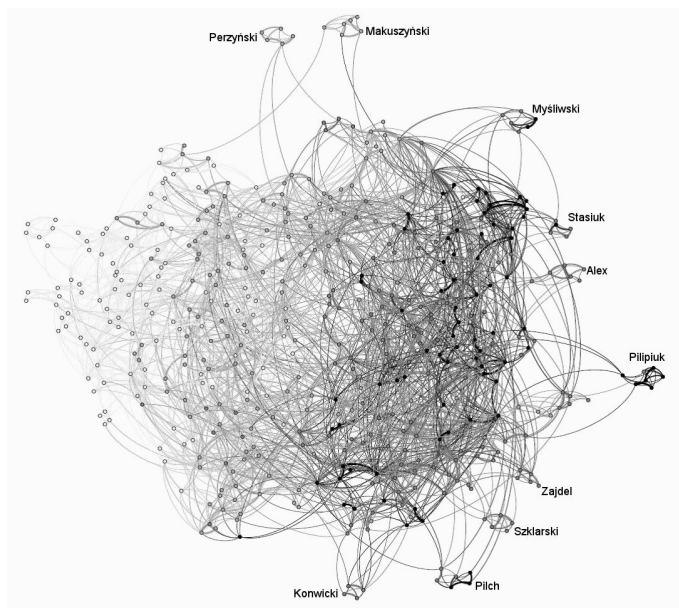 Perzyński
Makuszyński
Myśliwski
Stasiuk
Alex
Pilipiuk
Zajdel
Szklarski
Pilch
Konwicki